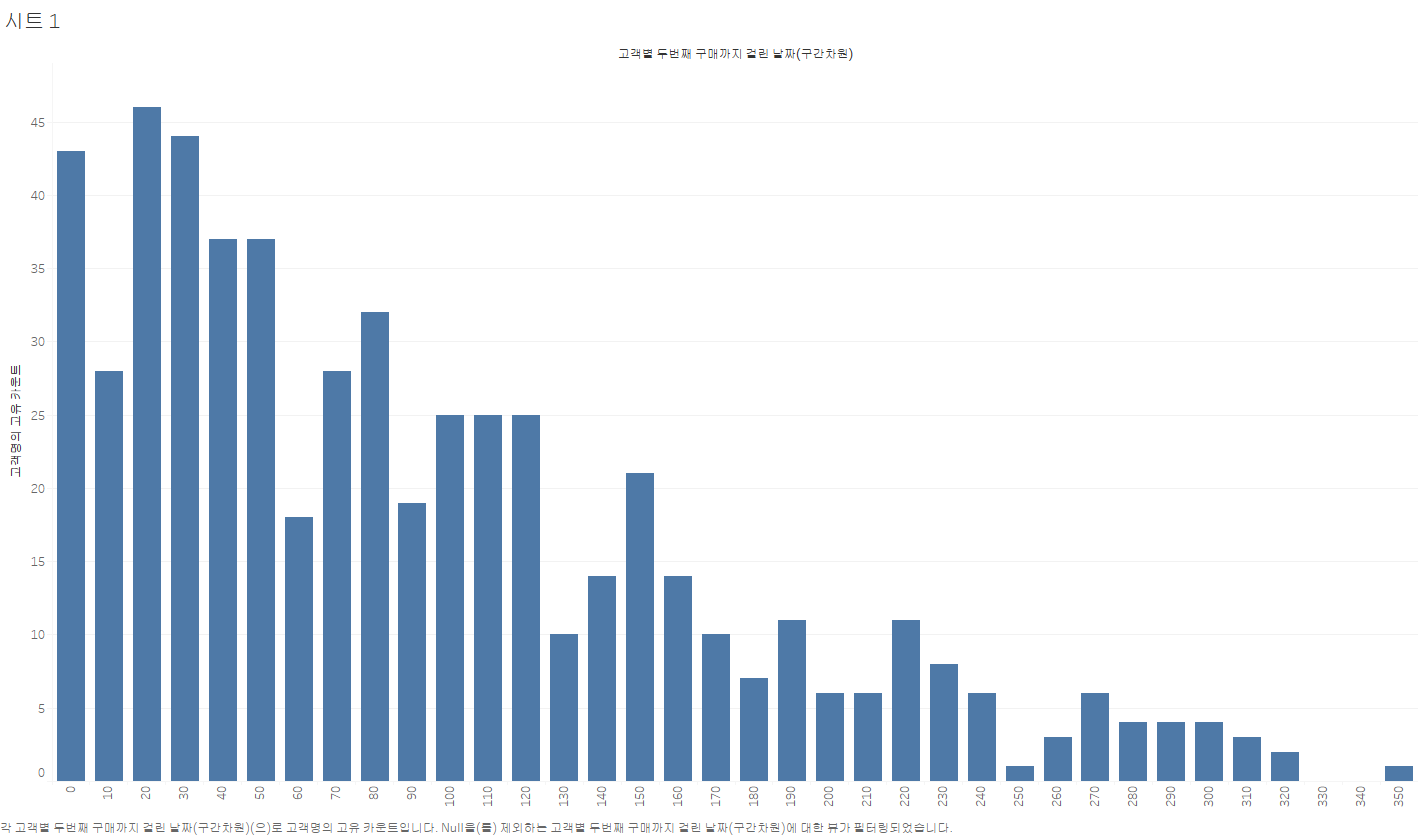 시트 1
고객별 두번째 구매까지 걸린 날짜(구간차원)
45
40
35
30
25
20
15
10
5
0
고객명의 고유 카운트
0 10 20 30 40 50 60 70 80 90 100 110 120 130 140 150 160 170 180 190 200 210 220 230 240 250 260 270 280 290 300 310 320 330 340 350
각 고객별 두번째 구매까지 걸린 날짜(구간차원)(으)로 고객명의 고유 카운트입니다. Null을(를) 제외하는 고객별 두번째 구매까지 걸린 날짜(구간차원)에 대한 뷰가 필터링되었습니다.